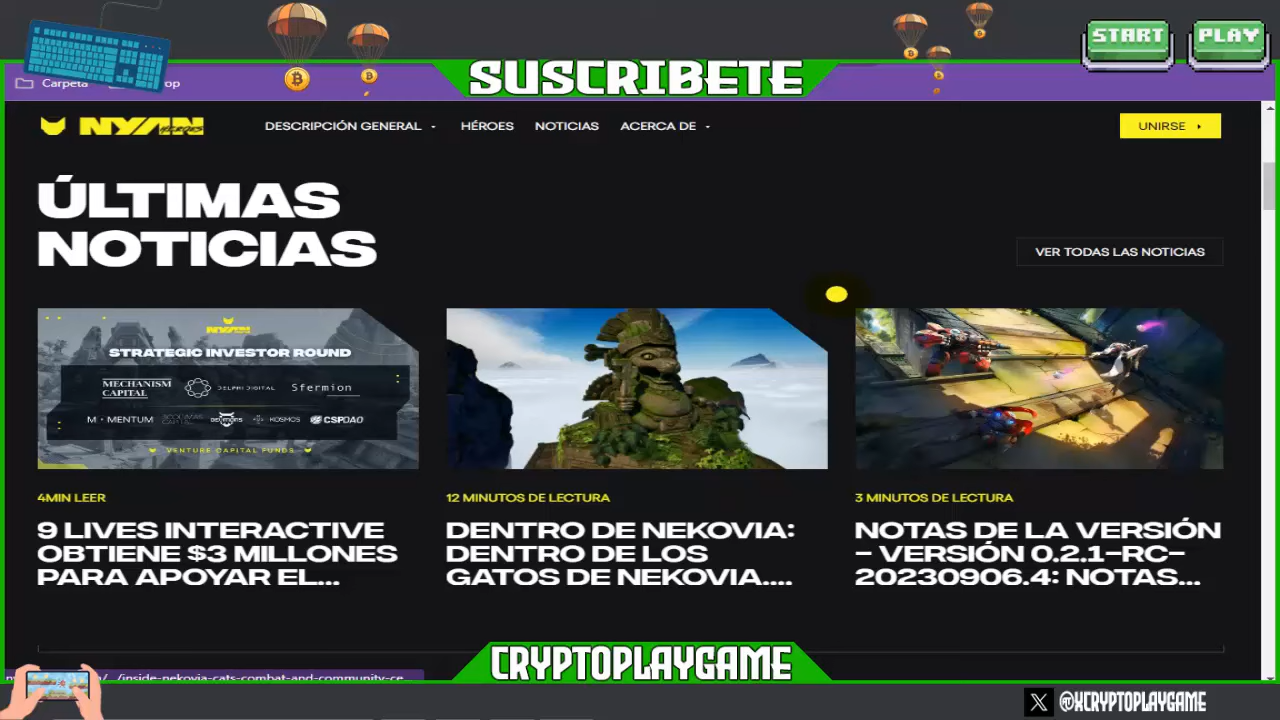 START PLAY
SUSCRIBETE
Carpeta
NYAN HEROES
DESCRIPCIÓN GENERAL HÉROES NOTICIAS ACERCA DE UNIRSE
ÚLTIMAS
NOTICIAS
VER TODAS LAS NOTICIAS
NYAN
STRATEGIC INVESTOR ROUND
MECHANISM
CAPITAL
DELPHI DIGITAL
Sfermion
MOMENTUM
KOSMOS
CSPDAO
VENTURE CAPITAL FUNDS
4MIN LEER
9 LIVES INTERACTIVE
OBTIENE $3 MILLONES
PARA APOYAR EL...
12 MINUTOS DE LECTURA
DENTRO DE NEKOVIA:
DENTRO DE LOS
GATOS DE NEKOVIA....
3 MINUTOS DE LECTURA
NOTAS DE LA VERSIÓN
- VERSIÓN 0.2.1-RC-
20230906.4: NOTAS...
/inside-nekovia-cats-combat-and-community-ce
CRYPTOPLAYGAME
X @XCRYPTOPLAYGAME